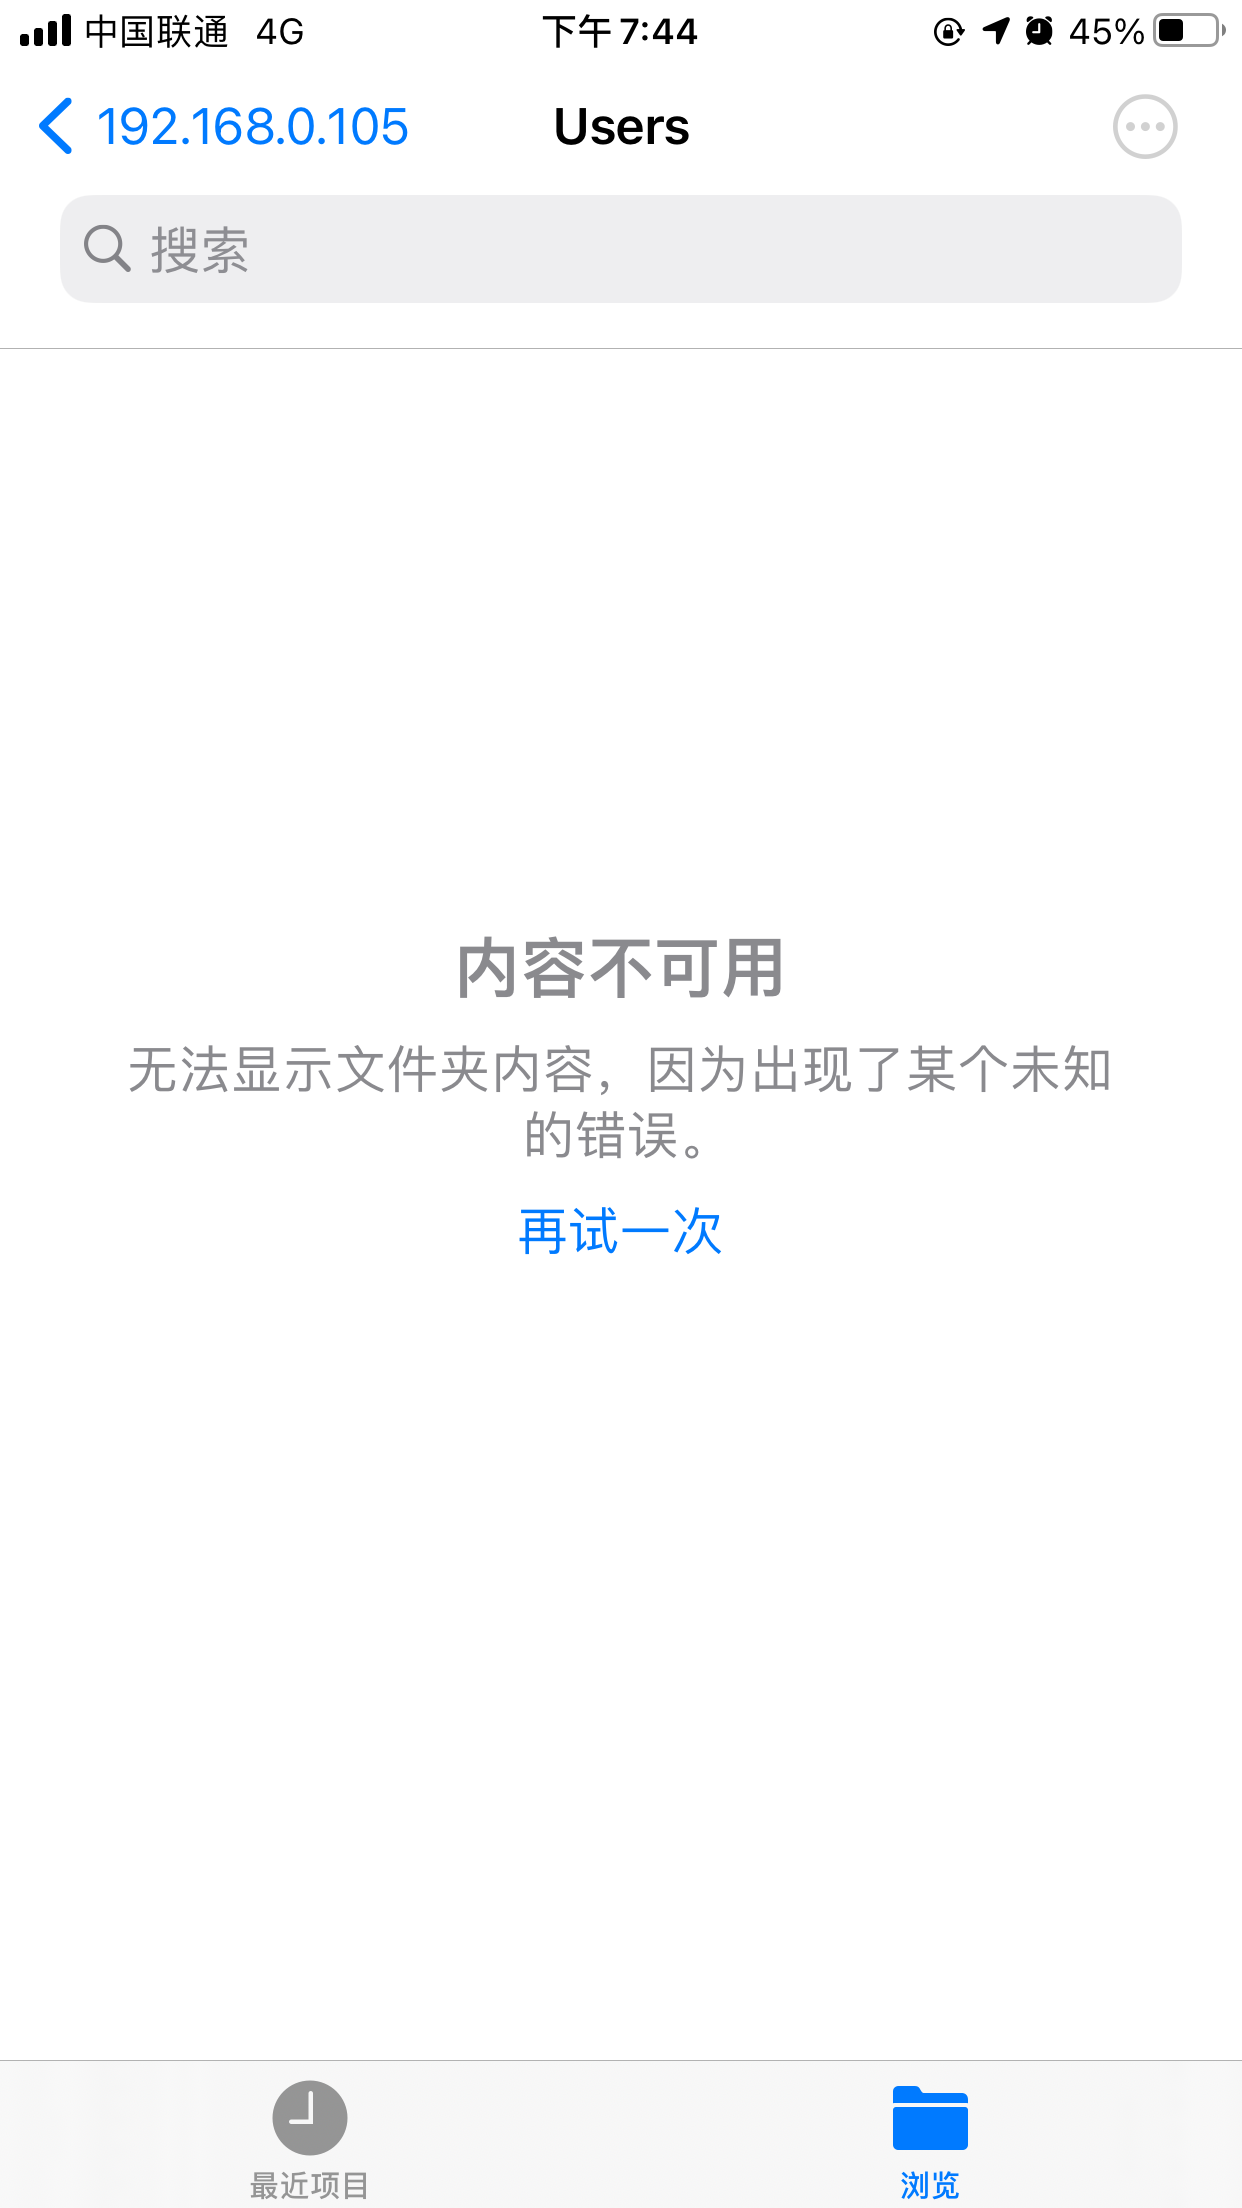 中国联通 4G 下午 7:44 45%
192.168.0.105 Users
搜索
内容不可用
无法显示文件夹内容，因为出现了某个未知
的错误。
再试一次
最近项目 浏览